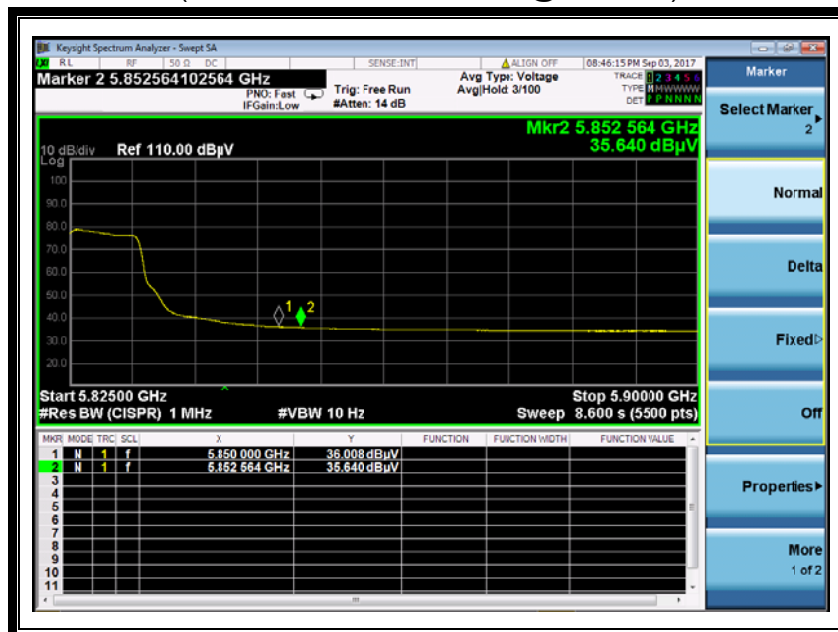 Keysight Spectrum Analyzer - Swept SA
RL RF 50 Ω DC SENSE:INT ALIGN OFF 08:46:15 PM Sep 03, 2017
Marker 2 5.852564102564 GHz
PNO: Fast
IFGain:Low
Trig: Free Run
#Atten: 14 dB
Avg Type: Voltage
Avg|Hold: 3/100
TRACE 1 2 3 4 5 6
TYPE M M WWWW
DET P P N N N N
Mkr2 5.852 564 GHz
35.640 dBµV
10 dB/div Ref 110.00 dBµV
Log
100
90.0
80.0
70.0
60.0
50.0
40.0
30.0
20.0
1 2
Start 5.82500 GHz Stop 5.90000 GHz
#Res BW (CISPR) 1 MHz #VBW 10 Hz Sweep 8.600 s (5500 pts)
MKR MODE TRC SCL X Y FUNCTION FUNCTION WIDTH FUNCTION VALUE
1 N 1 f 5.850 000 GHz 36.008 dBµV
2 N 1 f 5.852 564 GHz 35.640 dBµV
3
4
5
6
7
8
9
10
11
Marker
Select Marker
2
Normal
Delta
Fixed
Off
Properties
More
1 of 2